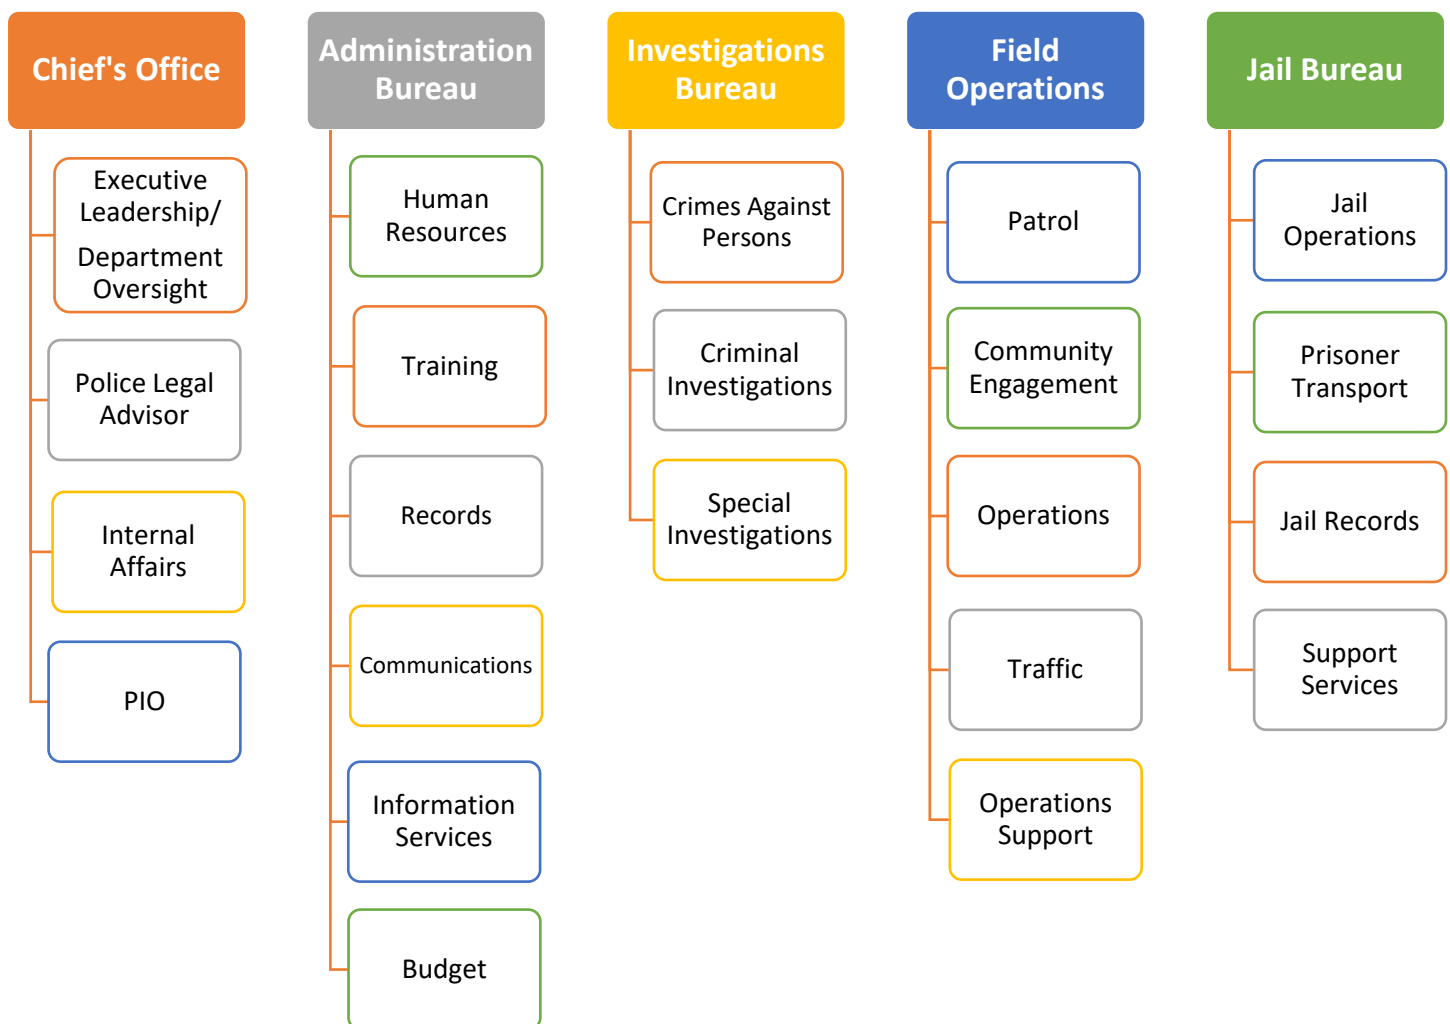 Chief's Office
Executive
Leadership/
Department
Oversight
Police Legal
Advisor
Internal
Affairs
PIO
Administration
Bureau
Human
Resources
Training
Records
Communications
Information
Services
Budget
Investigations
Bureau
Crimes Against
Persons
Criminal
Investigations
Special
Investigations
Field
Operations
Patrol
Community
Engagement
Operations
Traffic
Operations
Support
Jail Bureau
Jail
Operations
Prisoner
Transport
Jail Records
Support
Services